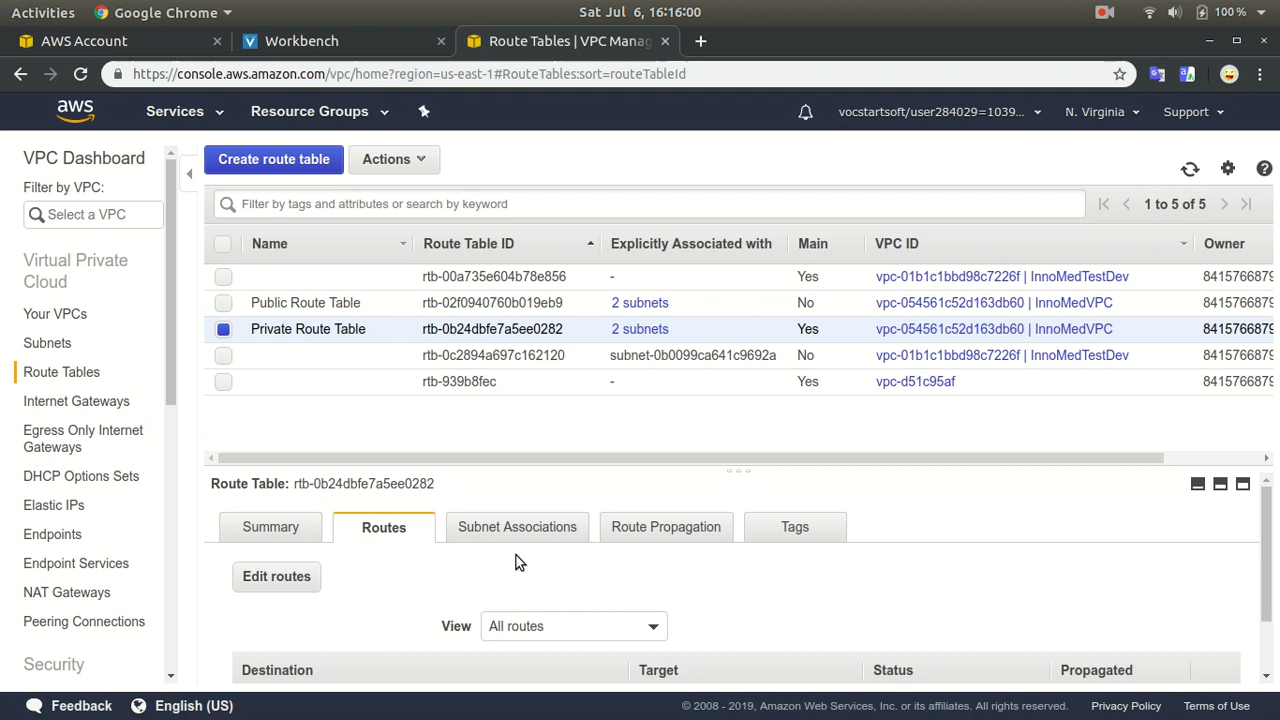 Activities Google Chrome Sat Jul 6, 16:16:00 100 %
AWS Account Workbench Route Tables | VPC Manag
https://console.aws.amazon.com/vpc/home?region=us-east-1#RouteTables:sort=routeTableId
aws Services Resource Groups vocstartsoft/user284029=1039... N. Virginia Support
VPC Dashboard
Filter by VPC:
Select a VPC
Virtual Private
Cloud
Your VPCs
Subnets
Route Tables
Internet Gateways
Egress Only Internet
Gateways
DHCP Options Sets
Elastic IPs
Endpoints
Endpoint Services
NAT Gateways
Peering Connections
Security
Create route table Actions
Filter by tags and attributes or search by keyword 1 to 5 of 5
Name Route Table ID Explicitly Associated with Main VPC ID Owner
rtb-00a735e604b78e856 - Yes vpc-01b1c1bbd98c7226f | InnoMedTestDev 8415766879
Public Route Table rtb-02f0940760b019eb9 2 subnets No vpc-054561c52d163db60 | InnoMedVPC 8415766879
Private Route Table rtb-0b24dbfe7a5ee0282 2 subnets Yes vpc-054561c52d163db60 | InnoMedVPC 8415766879
rtb-0c2894a697c162120 subnet-0b0099ca641c9692a No vpc-01b1c1bbd98c7226f | InnoMedTestDev 8415766879
rtb-939b8fec - Yes vpc-d51c95af 8415766879
Route Table: rtb-0b24dbfe7a5ee0282
Summary Routes Subnet Associations Route Propagation Tags
Edit routes
View All routes
Destination Target Status Propagated
Feedback English (US) © 2008 - 2019, Amazon Web Services, Inc. or its affiliates. All rights reserved. Privacy Policy Terms of Use